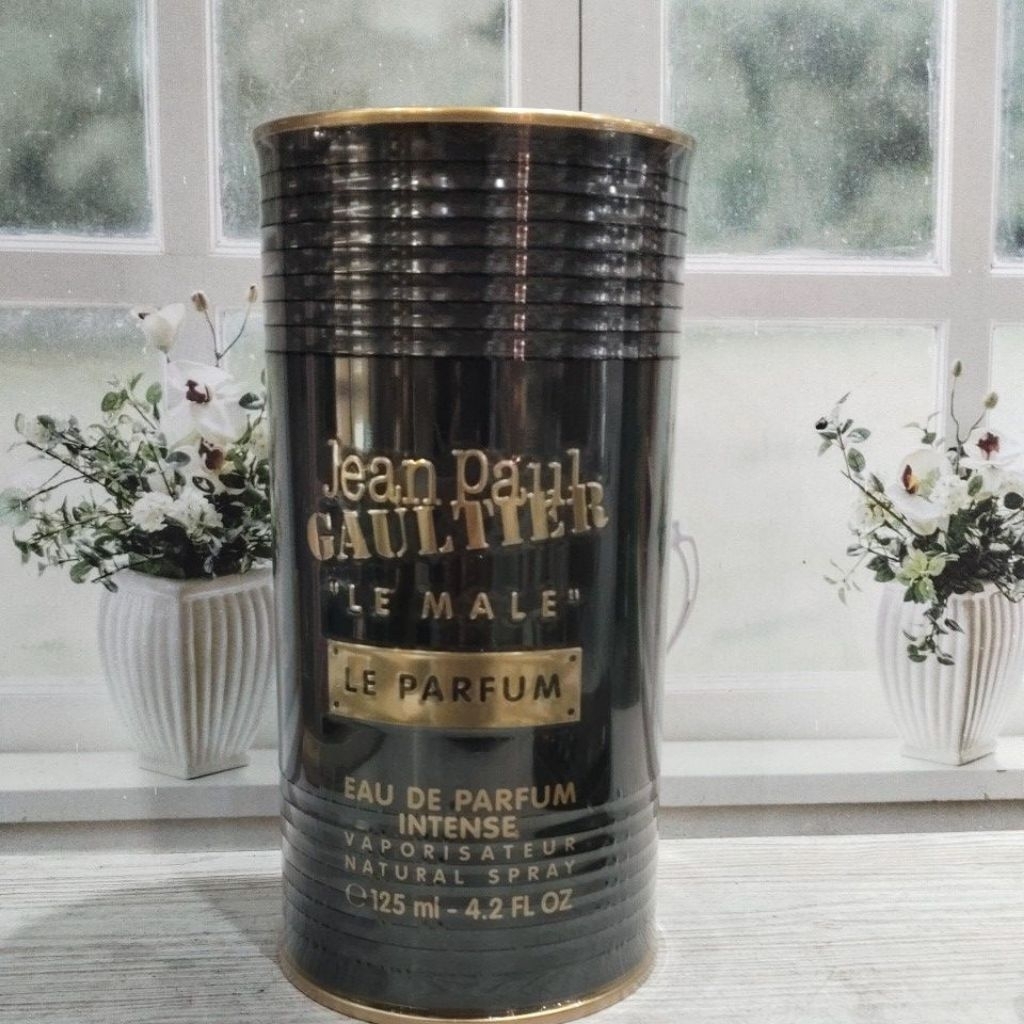 Jean Paul
GAULTIER
"LE MALE"
LE PARFUM
EAU DE PARFUM
INTENSE
VAPORISATEUR
NATURAL SPRAY
℮ 125 ml - 4.2 FL OZ